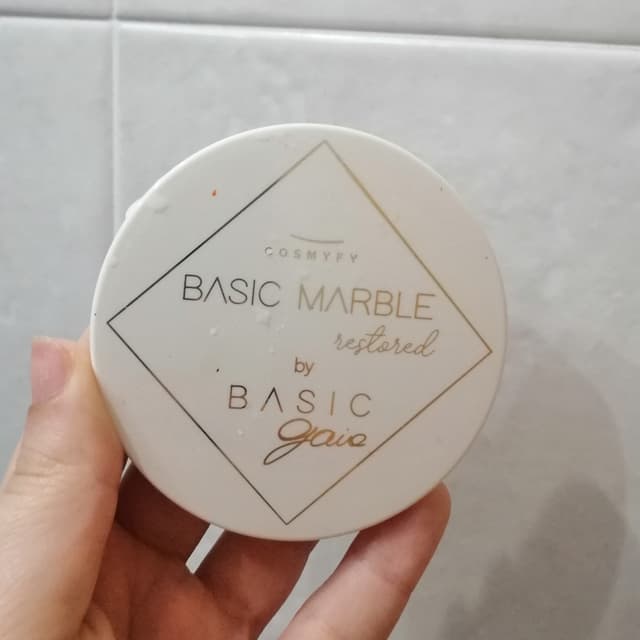 COSMYFY
BASIC MARBLE
restored
by
BASIC
gaia